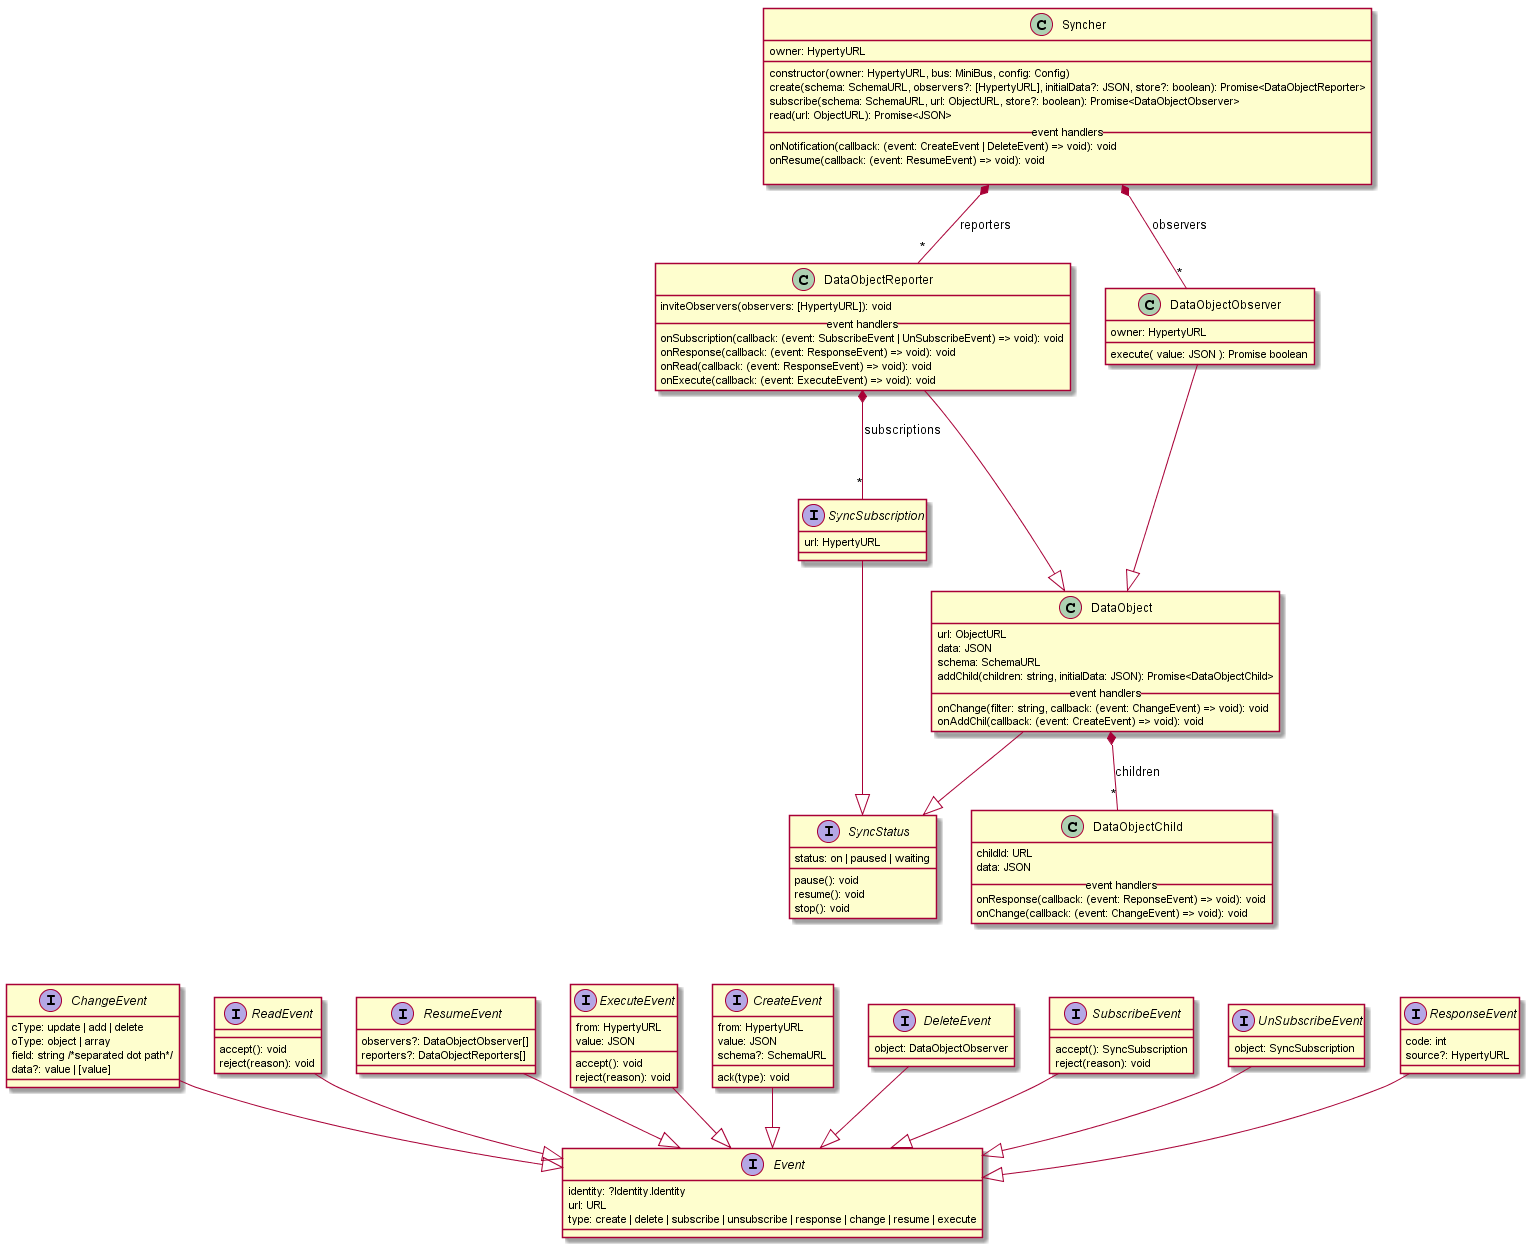 C Syncher
owner: HypertyURL
constructor(owner: HypertyURL, bus: MiniBus, config: Config)
create(schema: SchemaURL, observers?: [HypertyURL], initialData?: JSON, store?: boolean): Promise<DataObjectReporter>
subscribe(schema: SchemaURL, url: ObjectURL, store?: boolean): Promise<DataObjectObserver>
read(url: ObjectURL): Promise<JSON>
event handlers
onNotification(callback: (event: CreateEvent | DeleteEvent) => void): void
onResume(callback: (event: ResumeEvent) => void): void
reporters
*
observers
*
C DataObjectReporter
inviteObservers(observers: [HypertyURL]): void
event handlers
onSubscription(callback: (event: SubscribeEvent | UnSubscribeEvent) => void): void
onResponse(callback: (event: ResponseEvent) => void): void
onRead(callback: (event: ResponseEvent) => void): void
onExecute(callback: (event: ExecuteEvent) => void): void
C DataObjectObserver
owner: HypertyURL
execute( value: JSON ): Promise boolean
subscriptions
*
I SyncSubscription
url: HypertyURL
C DataObject
url: ObjectURL
data: JSON
schema: SchemaURL
addChild(children: string, initialData: JSON): Promise<DataObjectChild>
event handlers
onChange(filter: string, callback: (event: ChangeEvent) => void): void
onAddChil(callback: (event: CreateEvent) => void): void
children
*
I SyncStatus
status: on | paused | waiting
pause(): void
resume(): void
stop(): void
C DataObjectChild
childId: URL
data: JSON
event handlers
onResponse(callback: (event: ReponseEvent) => void): void
onChange(callback: (event: ChangeEvent) => void): void
I ChangeEvent
cType: update | add | delete
oType: object | array
field: string /*separated dot path*/
data?: value | [value]
I ReadEvent
accept(): void
reject(reason): void
I ResumeEvent
observers?: DataObjectObserver[]
reporters?: DataObjectReporters[]
I ExecuteEvent
from: HypertyURL
value: JSON
accept(): void
reject(reason): void
I CreateEvent
from: HypertyURL
value: JSON
schema?: SchemaURL
ack(type): void
I DeleteEvent
object: DataObjectObserver
I SubscribeEvent
accept(): SyncSubscription
reject(reason): void
I UnSubscribeEvent
object: SyncSubscription
I ResponseEvent
code: int
source?: HypertyURL
I Event
identity: ?Identity.Identity
url: URL
type: create | delete | subscribe | unsubscribe | response | change | resume | execute